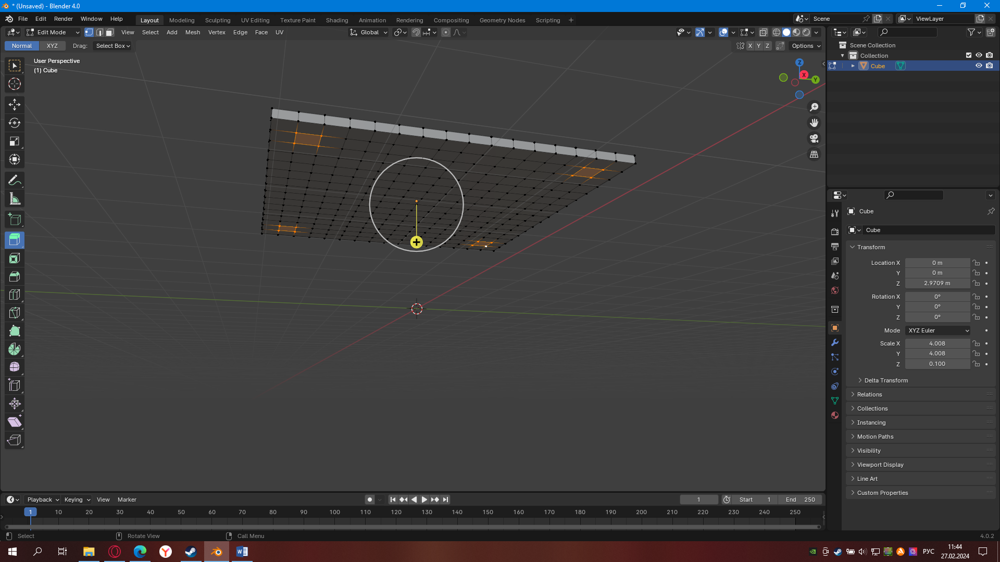 * (Unsaved) - Blender 4.0
File Edit Render Window Help Layout Modeling Sculpting UV Editing Texture Paint Shading Animation Rendering Compositing Geometry Nodes Scripting + Scene ViewLayer
Edit Mode View Select Add Mesh Vertex Edge Face UV Global
Normal XYZ Drag: Select Box X Y Z Options
User Perspective
(1) Cube
Z
X
Y
Scene Collection
Collection
Cube
Cube
Cube
Transform
Location X 0 m
Y 0 m
Z 2.9709 m
Rotation X 0°
Y 0°
Z 0°
Mode XYZ Euler
Scale X 4.008
Y 4.008
Z 0.100
Delta Transform
Relations
Collections
Instancing
Motion Paths
Visibility
Viewport Display
Line Art
Custom Properties
Playback Keying View Marker 1 Start 1 End 250
1 10 20 30 40 50 60 70 80 90 100 110 120 130 140 150 160 170 180 190 200 210 220 230 240 250
Select Rotate View Call Menu 4.0.2
РУС 11:44
27.02.2024